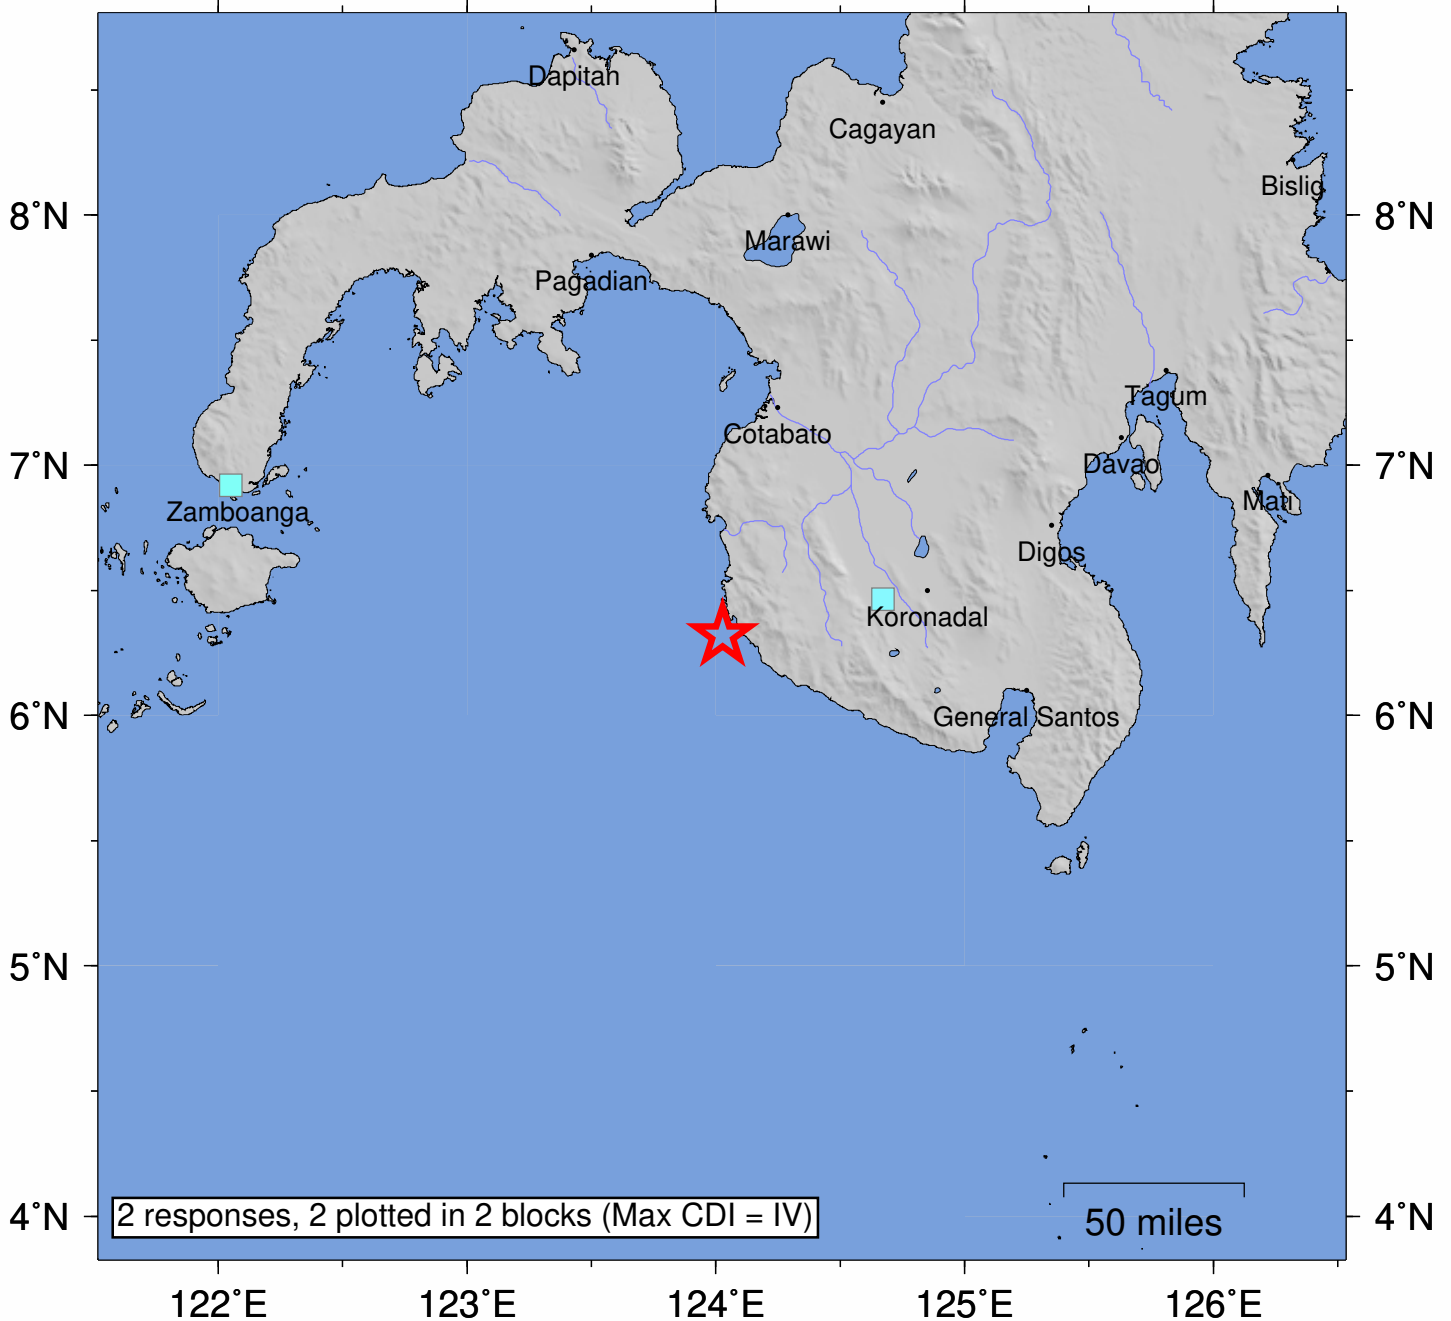 Dapitan
Cagayan
Bislig
8°N
8°N
Marawi
Pagadian
Tagum
Cotabato
7°N
Davao
7°N
Zamboanga
Mati
Digos
Koronadal
6°N
General Santos
6°N
5°N
5°N
4°N
2 responses, 2 plotted in 2 blocks (Max CDI = IV)
50 miles
4°N
122°E
123°E
124°E
125°E
126°E